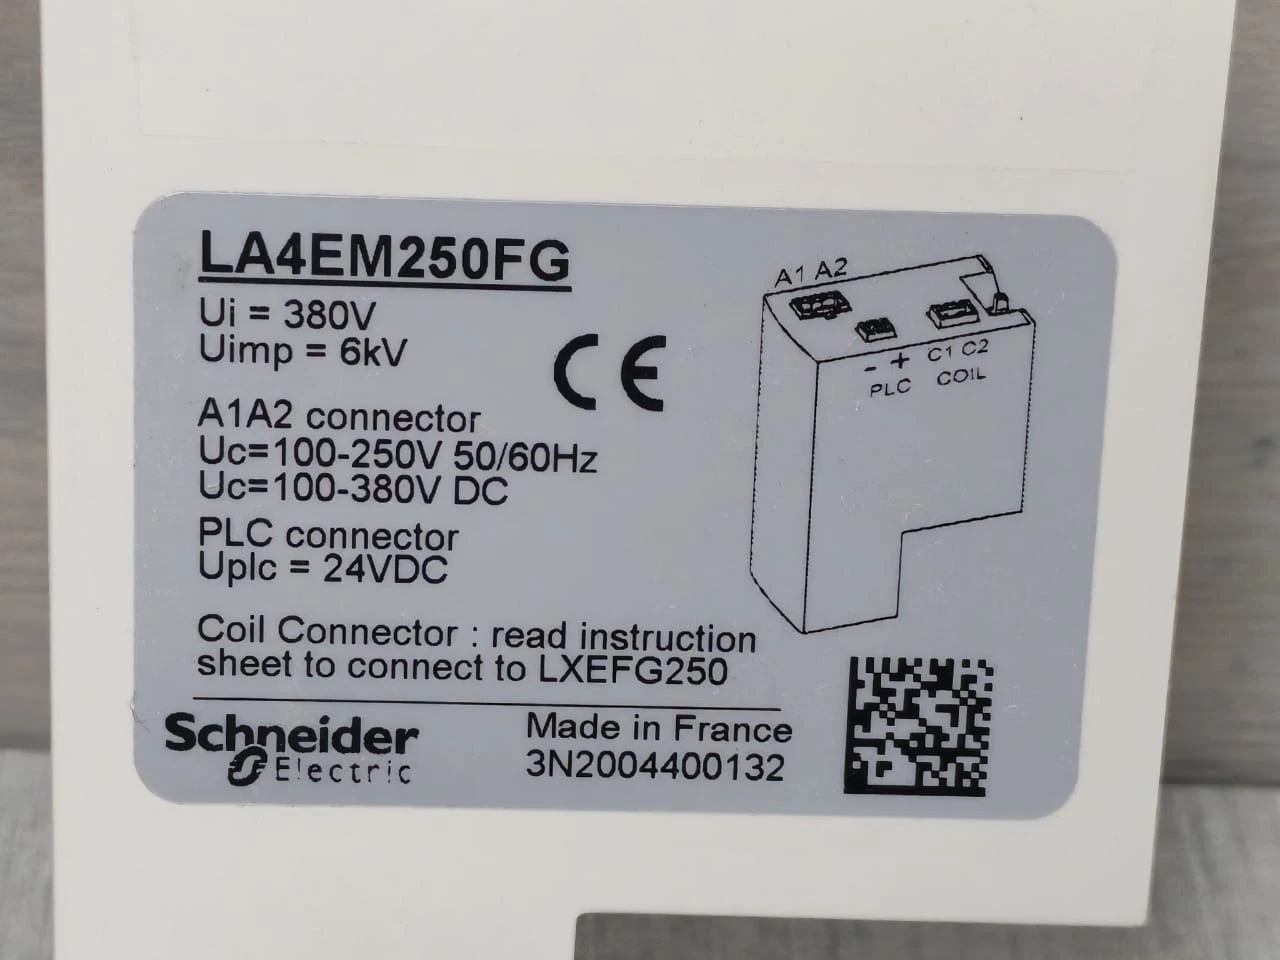 LA4EM250FG
Ui = 380V
Uimp = 6kV
CE
A1A2 connector
Uc=100-250V 50/60Hz
Uc=100-380V DC
PLC connector
Uplc = 24VDC
Coil Connector : read instruction
sheet to connect to LXEFG250
A1 A2
- + C1 C2
PLC COIL
Schneider
Electric
Made in France
3N2004400132